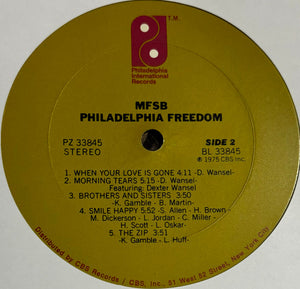 T.M.
Philadelphia
International
Records
MFSB
PHILADELPHIA FREEDOM
PZ 33845
STEREO
SIDE 2
BL 33845
℗ 1975 CBS Inc.
1. WHEN YOUR LOVE IS GONE 4:11 -D. Wansel-
2. MORNING TEARS 5:15 -D. Wansel-
Featuring: Dexter Wansel
3. BROTHERS AND SISTERS 3:50
-K. Gamble - B. Martin-
4. SMILE HAPPY 5:52 -S. Allen - H. Brown-
M. Dickerson - L. Jordan - C. Miller-
H. Scott - L. Oskar-
5. THE ZIP 3:51
-K. Gamble - L. Huff-
Distributed by CBS Records / CBS Inc., 51 West 52 Street, New York City